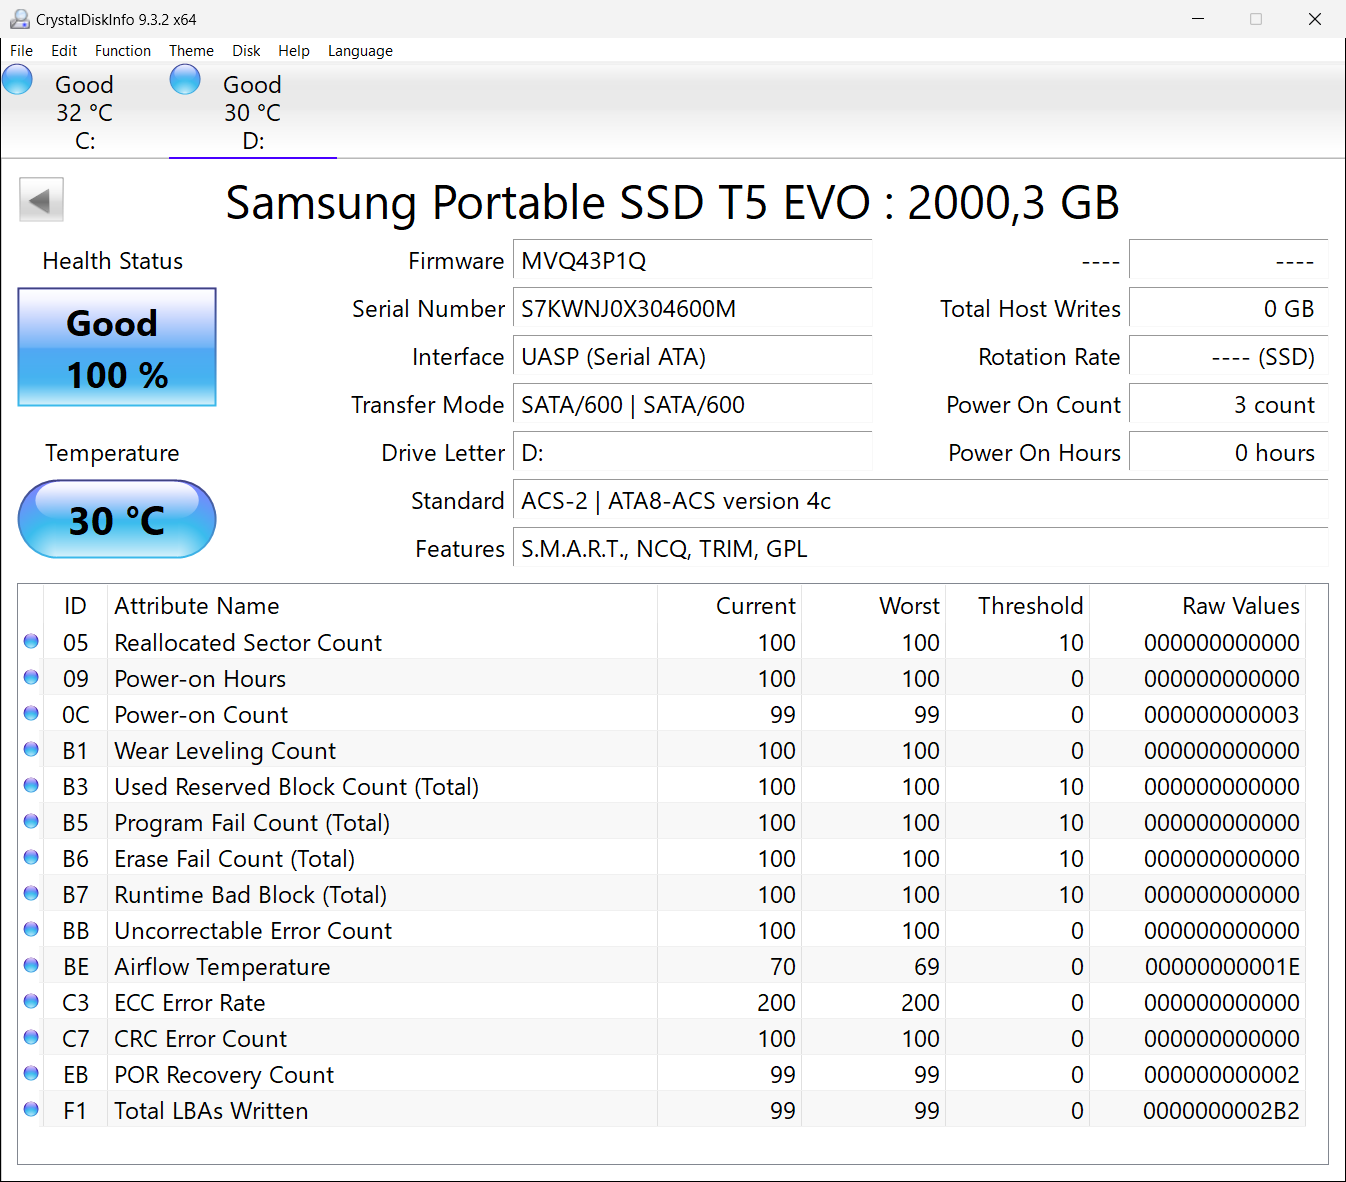 CrystalDiskInfo 9.3.2 x64
File Edit Function Theme Disk Help Language
Good Good
32 °C 30 °C
C: D:
Samsung Portable SSD T5 EVO : 2000,3 GB
Health Status
Good
100 %
Temperature
30 °C
Firmware MVQ43P1Q ---- ----
Serial Number S7KWNJ0X304600M Total Host Writes 0 GB
Interface UASP (Serial ATA) Rotation Rate ---- (SSD)
Transfer Mode SATA/600 | SATA/600 Power On Count 3 count
Drive Letter D: Power On Hours 0 hours
Standard ACS-2 | ATA8-ACS version 4c
Features S.M.A.R.T., NCQ, TRIM, GPL
ID Attribute Name Current Worst Threshold Raw Values
05 Reallocated Sector Count 100 100 10 000000000000
09 Power-on Hours 100 100 0 000000000000
0C Power-on Count 99 99 0 000000000003
B1 Wear Leveling Count 100 100 0 000000000000
B3 Used Reserved Block Count (Total) 100 100 10 000000000000
B5 Program Fail Count (Total) 100 100 10 000000000000
B6 Erase Fail Count (Total) 100 100 10 000000000000
B7 Runtime Bad Block (Total) 100 100 10 000000000000
BB Uncorrectable Error Count 100 100 0 000000000000
BE Airflow Temperature 70 69 0 00000000001E
C3 ECC Error Rate 200 200 0 000000000000
C7 CRC Error Count 100 100 0 000000000000
EB POR Recovery Count 99 99 0 000000000002
F1 Total LBAs Written 99 99 0 0000000002B2